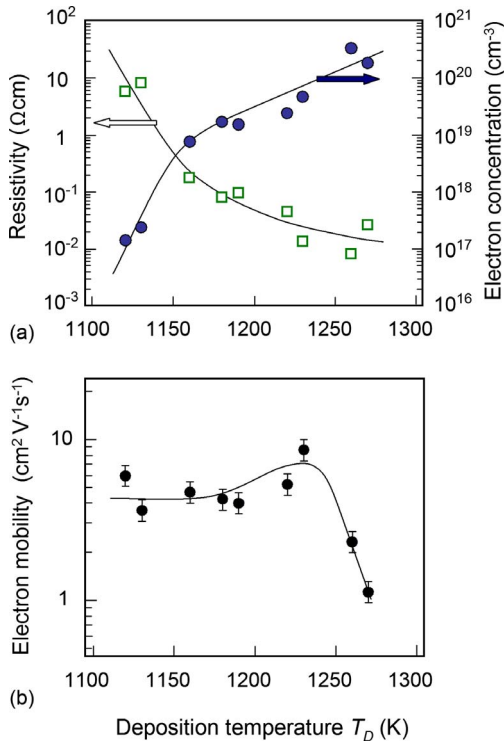 (a)
Resistivity (Ωcm)
10²
10
1
10⁻¹
10⁻²
10⁻³
Electron concentration (cm⁻³)
10²¹
10²⁰
10¹⁹
10¹⁸
10¹⁷
10¹⁶
1100 1150 1200 1250 1300
(b)
Electron mobility (cm² V⁻¹s⁻¹)
10
1
1100 1150 1200 1250 1300
Deposition temperature T_D (K)